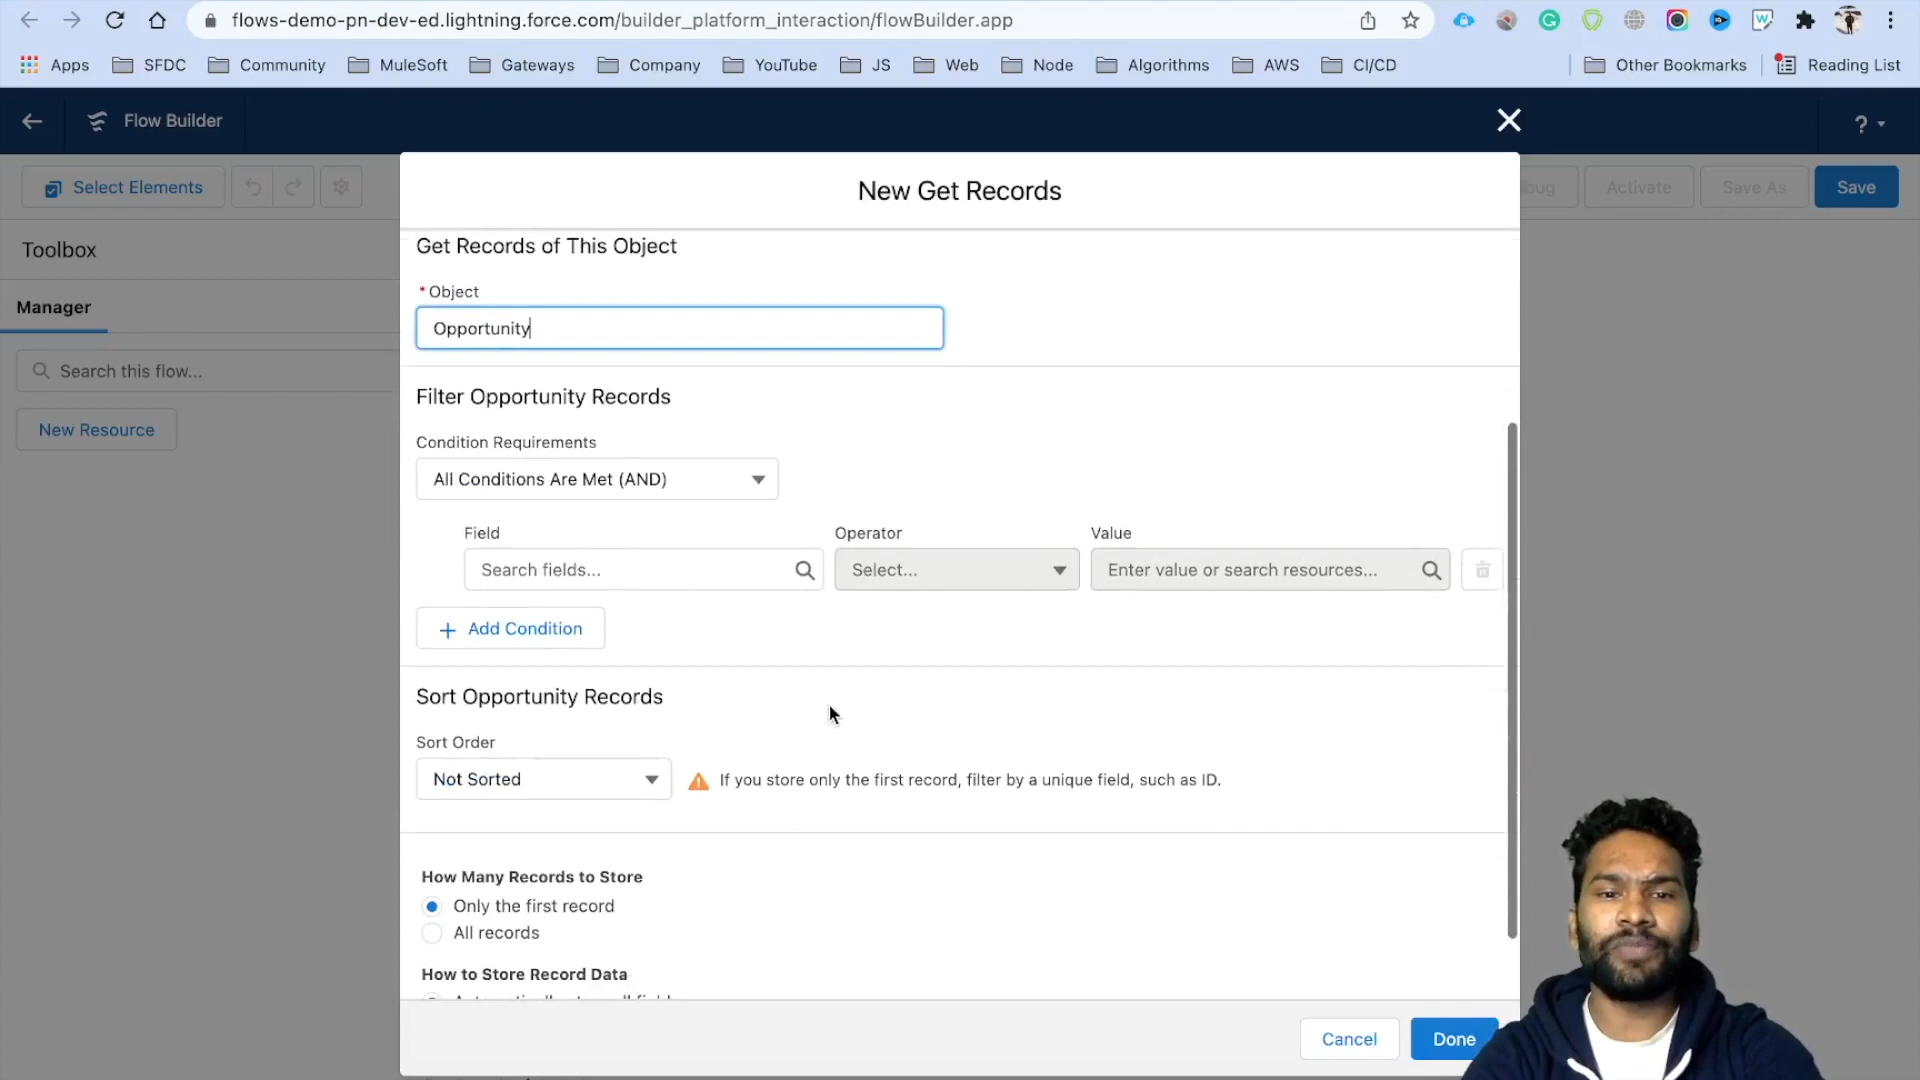 flows-demo-pn-dev-ed.lightning.force.com/builder_platform_interaction/flowBuilder.app
Apps SFDC Community MuleSoft Gateways Company YouTube JS Web Node Algorithms AWS CI/CD Other Bookmarks Reading List
Flow Builder
?
Select Elements
Activate Save As Save
New Get Records
Toolbox
Manager
Search this flow...
New Resource
Get Records of This Object
* Object
Opportunity
Filter Opportunity Records
Condition Requirements
All Conditions Are Met (AND)
Field Operator Value
Search fields... Select... Enter value or search resources...
+ Add Condition
Sort Opportunity Records
Sort Order
Not Sorted If you store only the first record, filter by a unique field, such as ID.
How Many Records to Store
Only the first record
All records
How to Store Record Data
Cancel Done